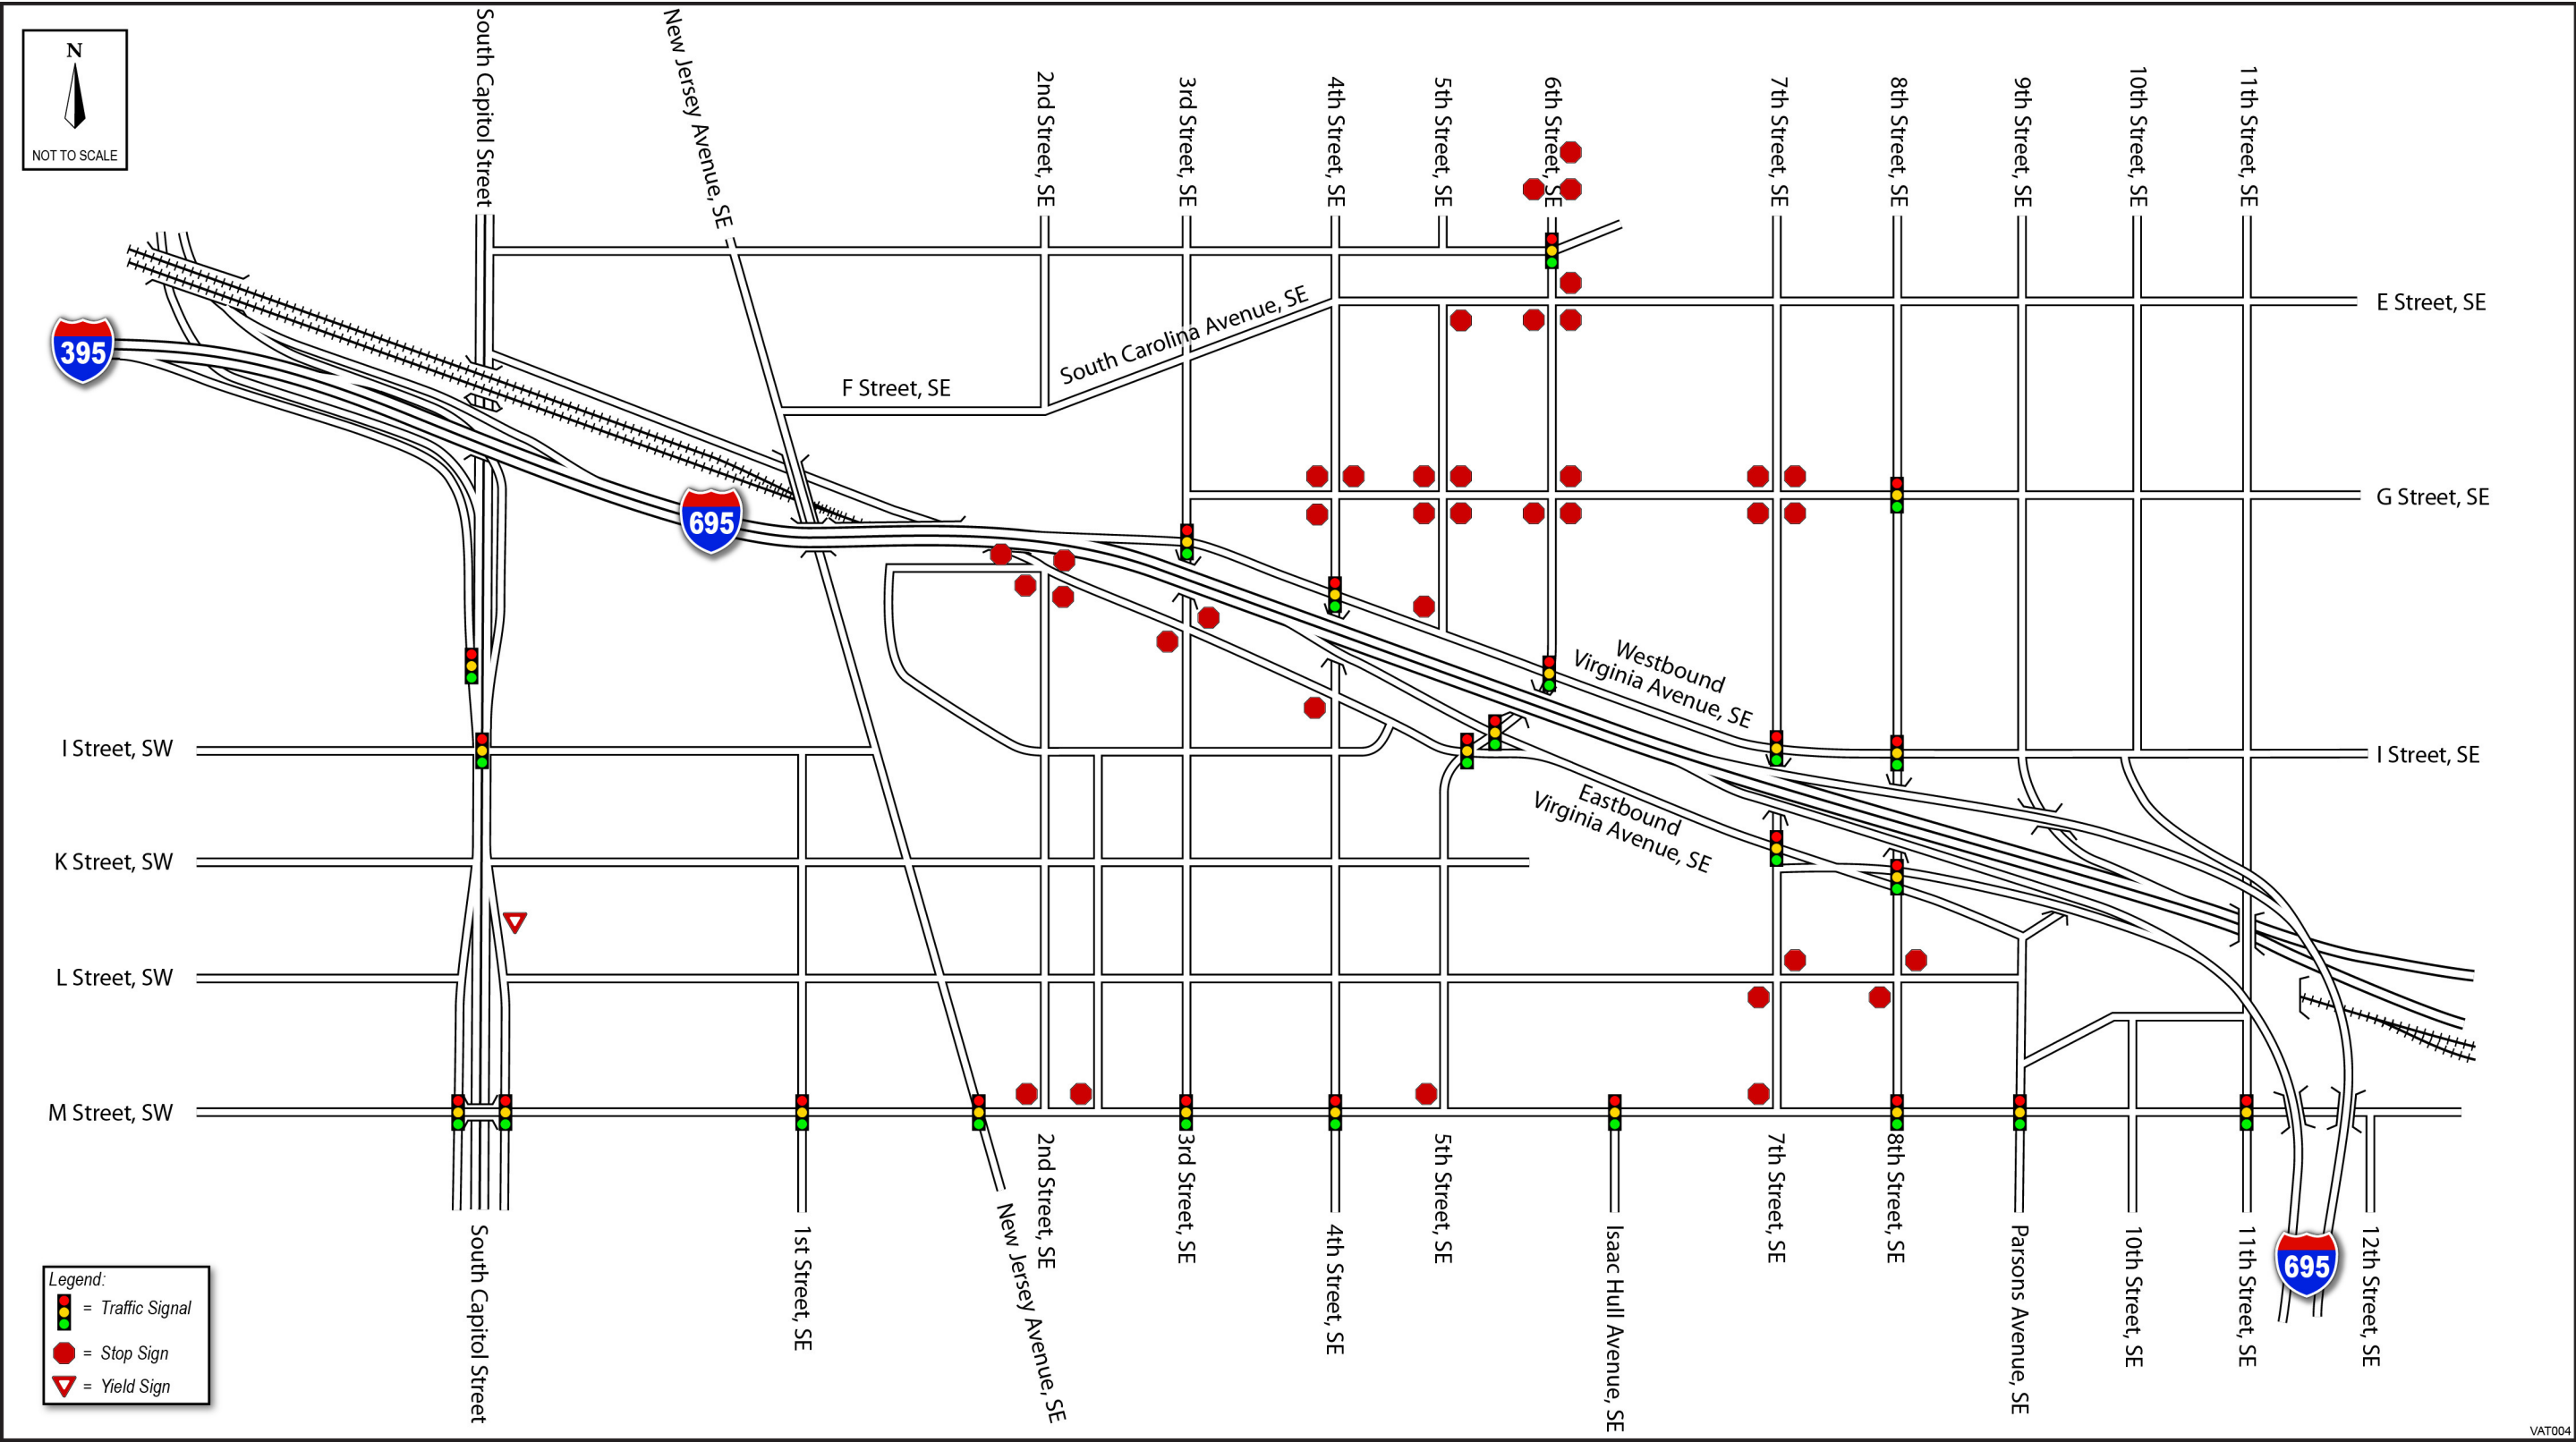 N
NOT TO SCALE
South Capitol Street
New Jersey Avenue, SE
2nd Street, SE
3rd Street, SE
4th Street, SE
5th Street, SE
6th Street, SE
7th Street, SE
8th Street, SE
9th Street, SE
10th Street, SE
11th Street, SE
E Street, SE
South Carolina Avenue, SE
395
F Street, SE
G Street, SE
695
Westbound
Virginia Avenue, SE
I Street, SW
I Street, SE
Eastbound
Virginia Avenue, SE
K Street, SW
L Street, SW
M Street, SW
South Capitol Street
1st Street, SE
New Jersey Avenue, SE
2nd Street, SE
3rd Street, SE
4th Street, SE
5th Street, SE
Isaac Hull Avenue, SE
7th Street, SE
8th Street, SE
Parsons Avenue, SE
10th Street, SE
11th Street, SE
695
12th Street, SE
Legend:
= Traffic Signal
= Stop Sign
= Yield Sign
VAT004